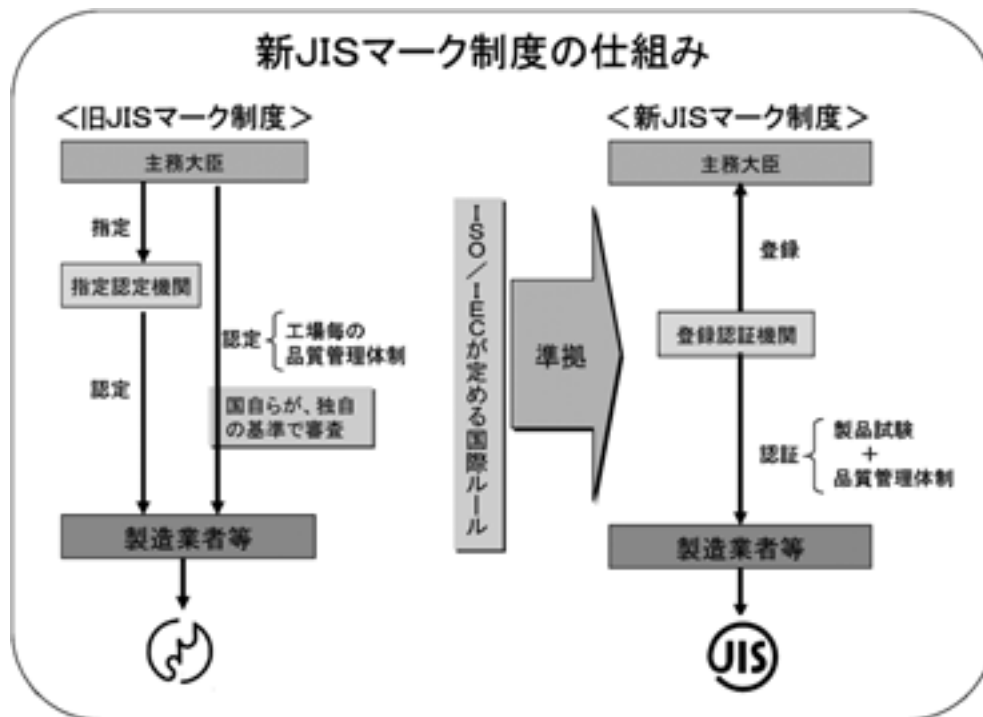 新JISマーク制度の仕組み
＜旧JISマーク制度＞
主務大臣
指定
指定認定機関
認定
認定
工場毎の
品質管理体制
国自らが、独自
の基準で審査
製造業者等
ISO／IECが定める国際ルール
準拠
＜新JISマーク制度＞
主務大臣
登録
登録認証機関
認証
製品試験
＋
品質管理体制
製造業者等
JIS